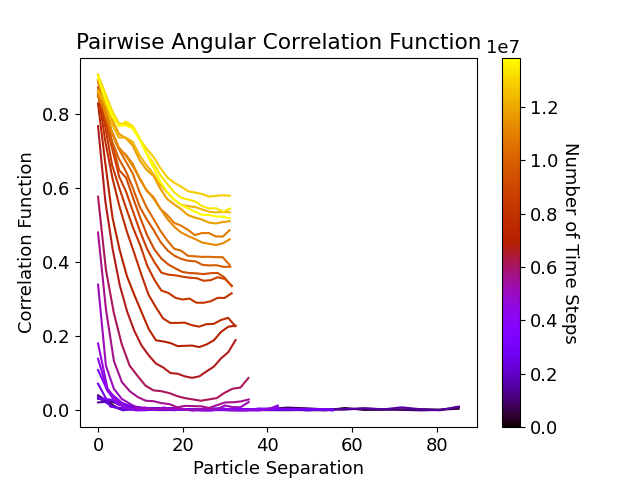 Pairwise Angular Correlation Function
1e7
Correlation Function
0.8
0.6
0.4
0.2
0.0
0 20 40 60 80
Particle Separation
1.2
1.0
0.8
0.6
0.4
0.2
0.0
Number of Time Steps